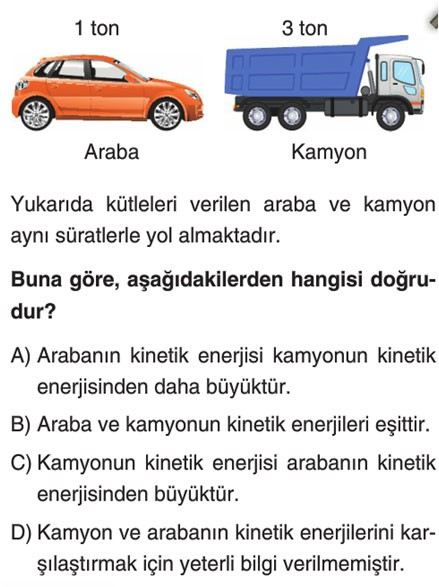 1 ton
3 ton
Araba
Kamyon
Yukarıda kütleleri verilen araba ve kamyon
aynı süratlerle yol almaktadır.
Buna göre, aşağıdakilerden hangisi doğru-
dur?
A) Arabanın kinetik enerjisi kamyonun kinetik
enerjisinden daha büyüktür.
B) Araba ve kamyonun kinetik enerjileri eşittir.
C) Kamyonun kinetik enerjisi arabanın kinetik
enerjisinden büyüktür.
D) Kamyon ve arabanın kinetik enerjilerini kar-
şılaştırmak için yeterli bilgi verilmemiştir.